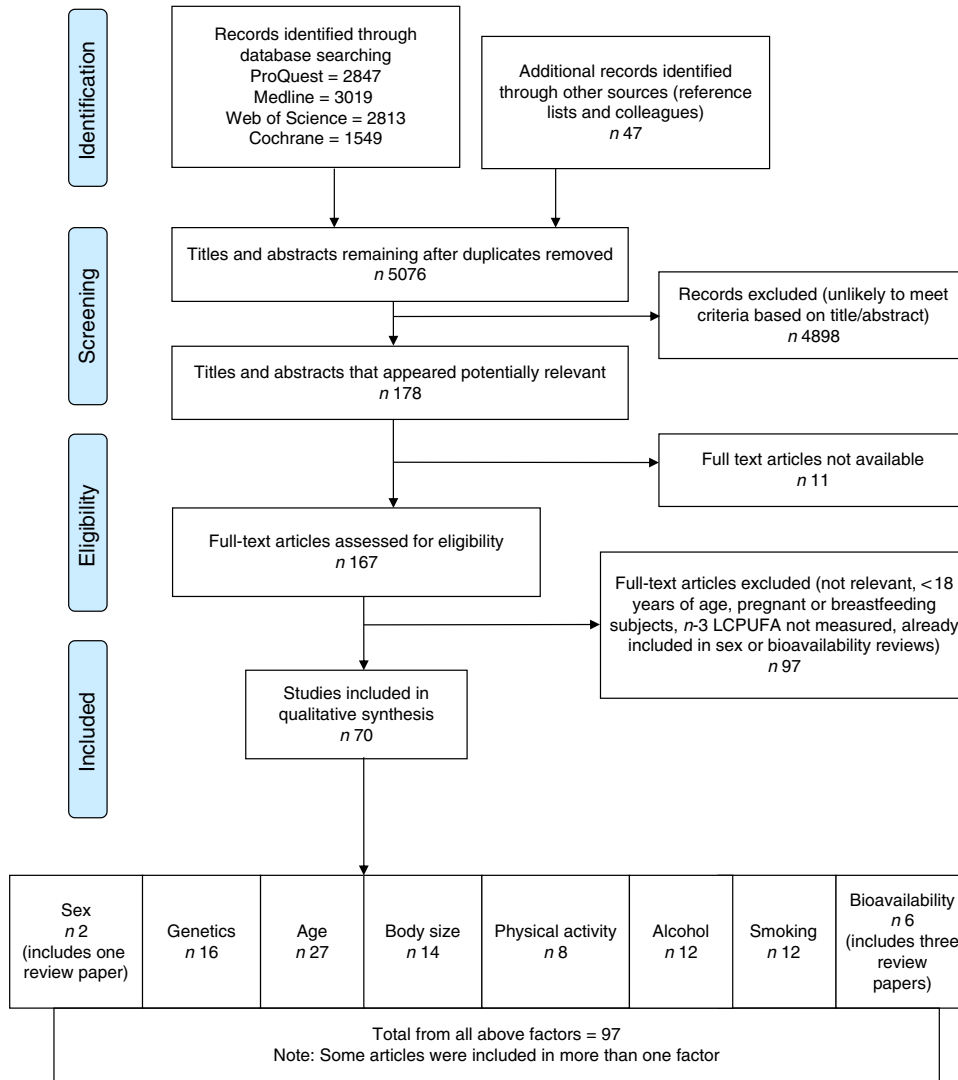 Identification
Records identified through
database searching
ProQuest = 2847
Medline = 3019
Web of Science = 2813
Cochrane = 1549
Additional records identified
through other sources (reference
lists and colleagues)
n 47
Screening
Titles and abstracts remaining after duplicates removed
n 5076
Records excluded (unlikely to meet
criteria based on title/abstract)
n 4898
Titles and abstracts that appeared potentially relevant
n 178
Eligibility
Full text articles not available
n 11
Full-text articles assessed for eligibility
n 167
Full-text articles excluded (not relevant, <18
years of age, pregnant or breastfeeding
subjects, n-3 LCPUFA not measured, already
included in sex or bioavailability reviews)
n 97
Included
Studies included in
qualitative synthesis
n 70
Sex
n 2
(includes one
review paper)
Genetics
n 16
Age
n 27
Body size
n 14
Physical activity
n 8
Alcohol
n 12
Smoking
n 12
Bioavailability
n 6
(includes three
review
papers)
Total from all above factors = 97
Note: Some articles were included in more than one factor